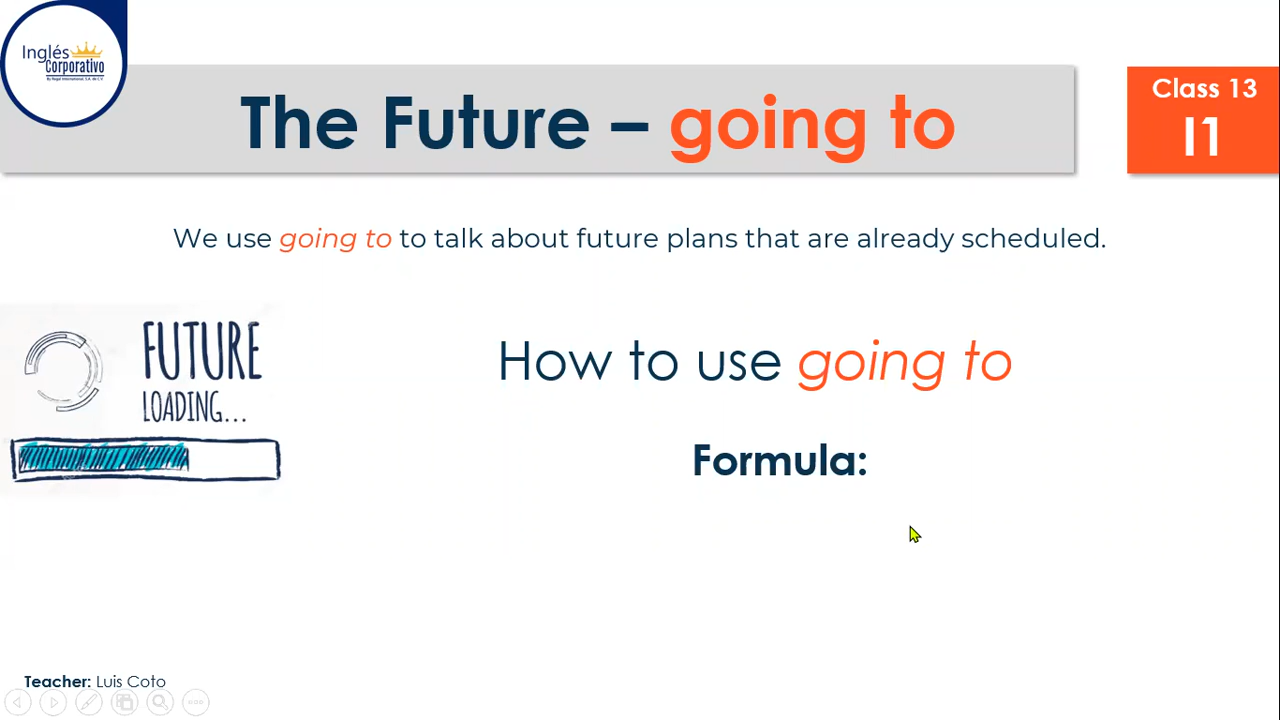 Inglés
Corporativo
By Regal International, S.A. de C.V.
The Future – going to
Class 13
I1
We use going to to talk about future plans that are already scheduled.
FUTURE
LOADING...
How to use going to
Formula:
Teacher: Luis Coto